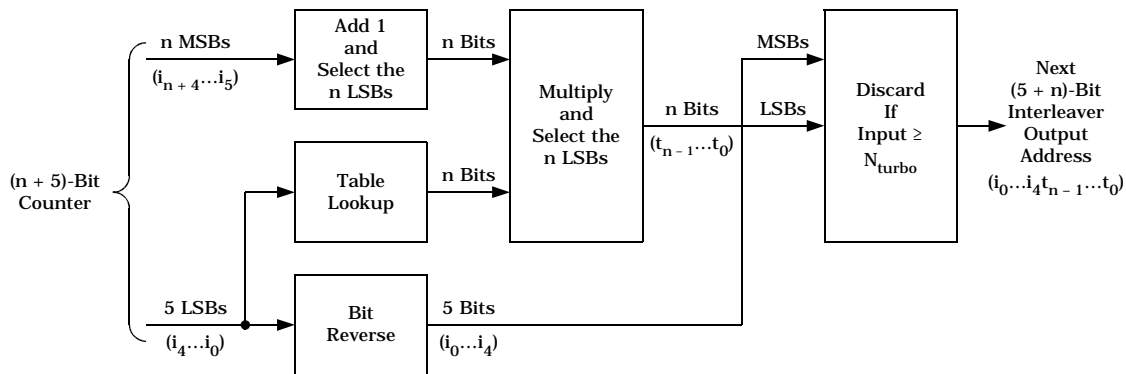 n MSBs
(i_{n + 4}…i_5)
Add 1
and
Select the
n LSBs
n Bits
Multiply
and
Select the
n LSBs
n Bits
(t_{n – 1}…t_0)
MSBs
LSBs
Discard
If
Input ≥
N_{turbo}
Next
(5 + n)-Bit
Interleaver
Output
Address
(i_0…i_4t_{n – 1}…t_0)
(n + 5)-Bit
Counter
Table
Lookup
n Bits
5 LSBs
(i_4…i_0)
Bit
Reverse
5 Bits
(i_0…i_4)